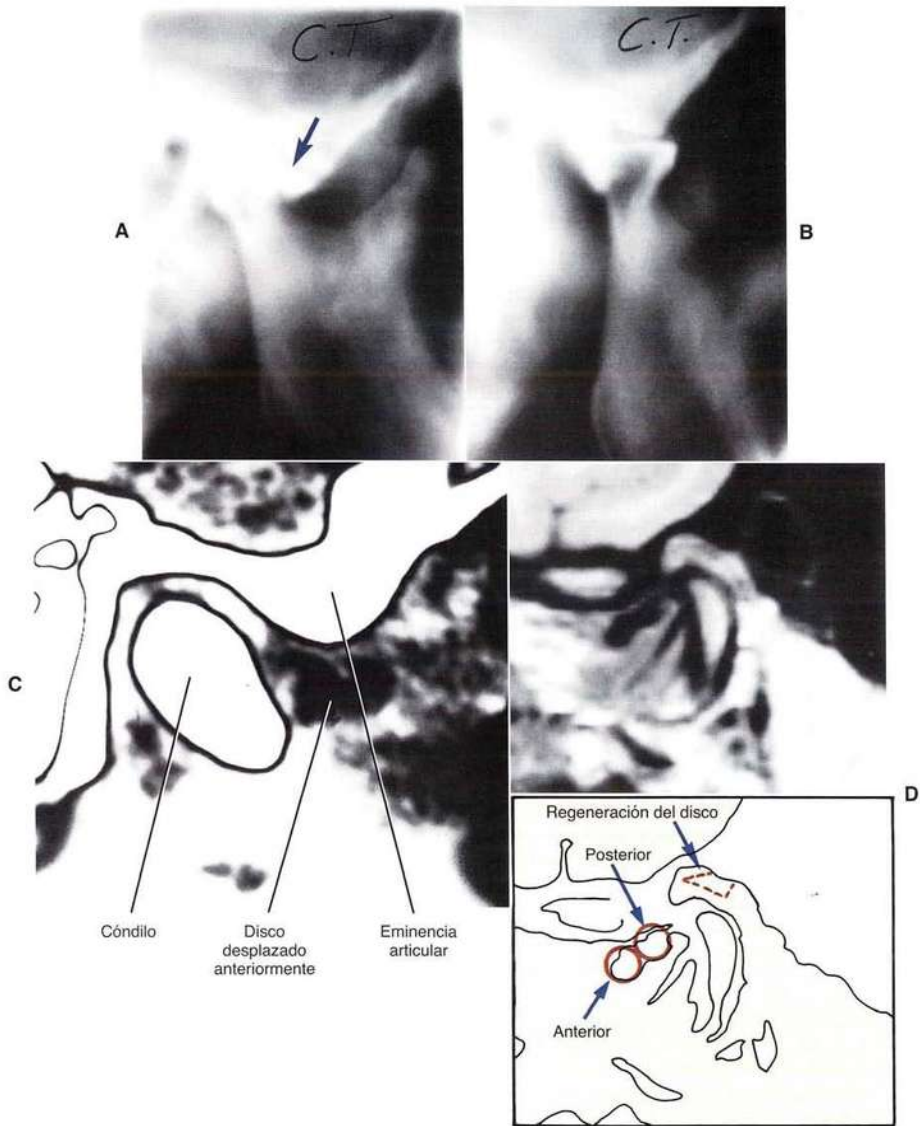 C.T.
C.T.
A
B
C
Cóndilo
Disco
desplazado
anteriormente
Eminencia
articular
D
Regeneración del disco
Posterior
Anterior